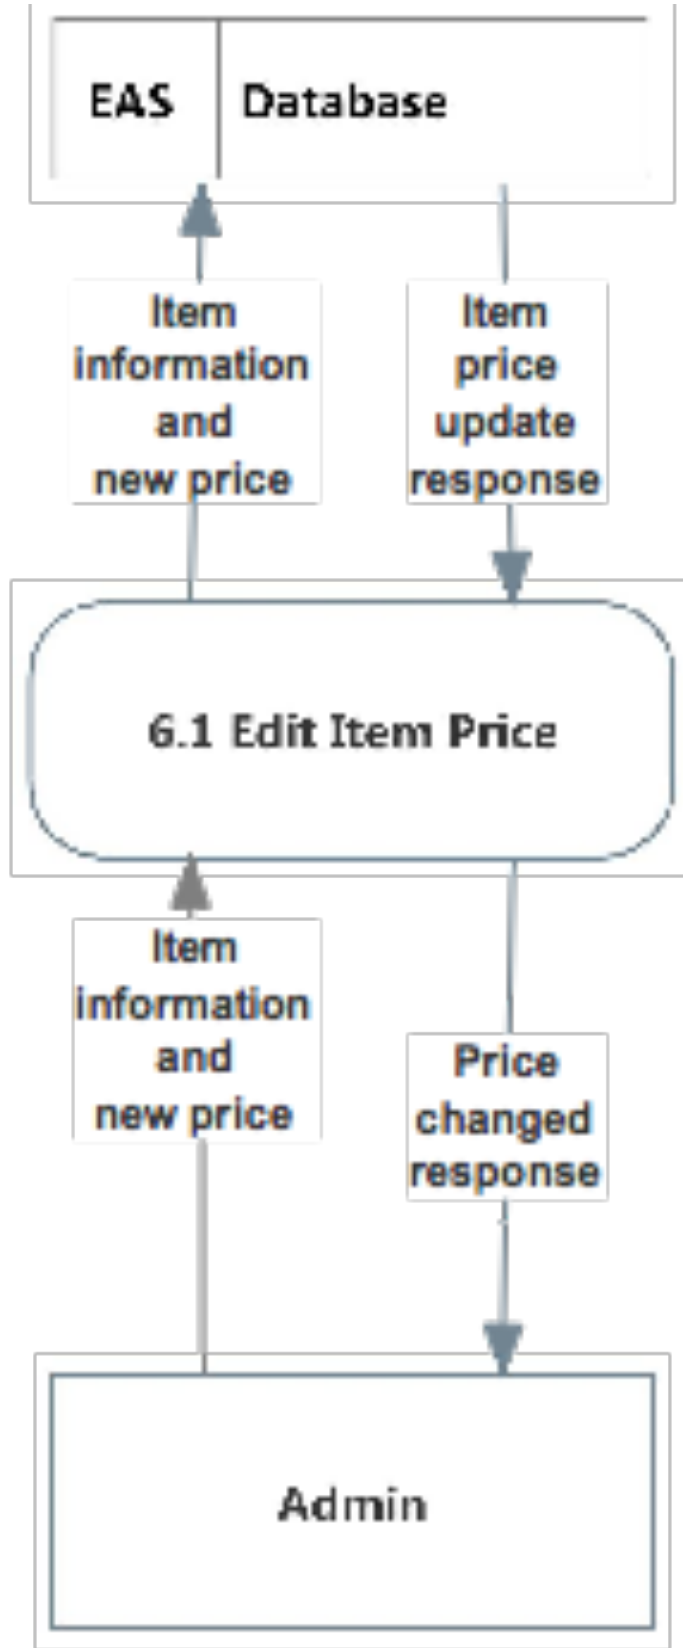 EAS Database
Item
information
and
new price
Item
price
update
response
6.1 Edit Item Price
Item
information
and
new price
Price
changed
response
Admin